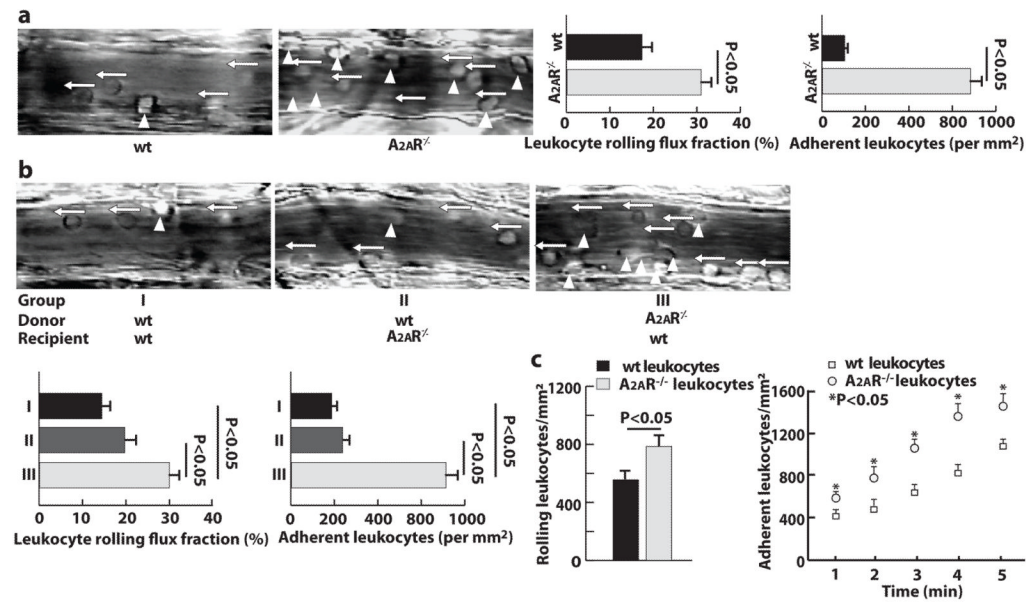 a
wt
A2AR-/-
wt
A2AR-/-
P<0.05
0 10 20 30 40
Leukocyte rolling flux fraction (%)
wt
A2AR-/-
P<0.05
0 200 400 800 1000
Adherent leukocytes (per mm²)
b
Group I II III
Donor wt wt A2AR-/-
Recipient wt A2AR-/- wt
I
II
III
P<0.05
P<0.05
0 10 20 30 40
Leukocyte rolling flux fraction (%)
I
II
III
P<0.05
P<0.05
0 200 400 800 1000
Adherent leukocytes (per mm²)
c
wt leukocytes
A2AR-/- leukocytes
Rolling leukocytes/mm²
1200
800
400
0
P<0.05
wt leukocytes
A2AR-/-leukocytes
*P<0.05
Adherent leukocytes/mm²
1600
1200
800
400
0
* * * * *
1 2 3 4 5
Time (min)